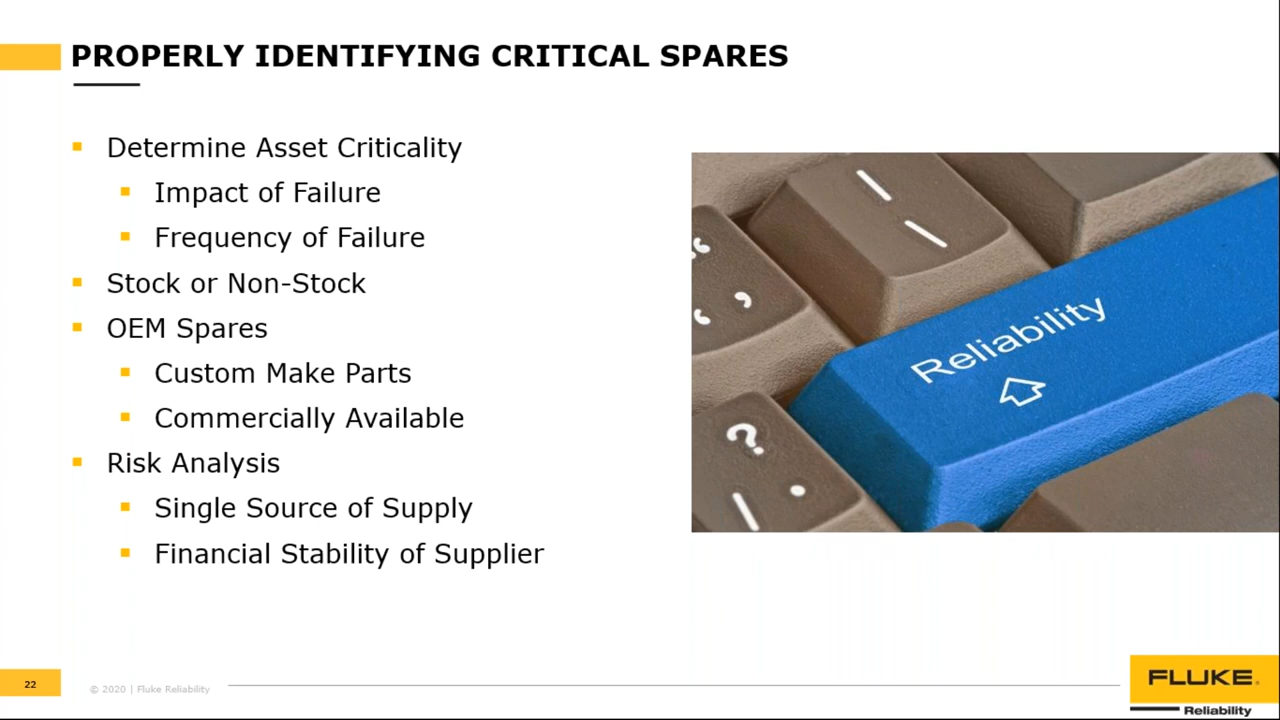 PROPERLY IDENTIFYING CRITICAL SPARES
Determine Asset Criticality
Impact of Failure
Frequency of Failure
Stock or Non-Stock
OEM Spares
Custom Make Parts
Commercially Available
Risk Analysis
Single Source of Supply
Financial Stability of Supplier
Reliability
22
© 2020 | Fluke Reliability
FLUKE®
Reliability